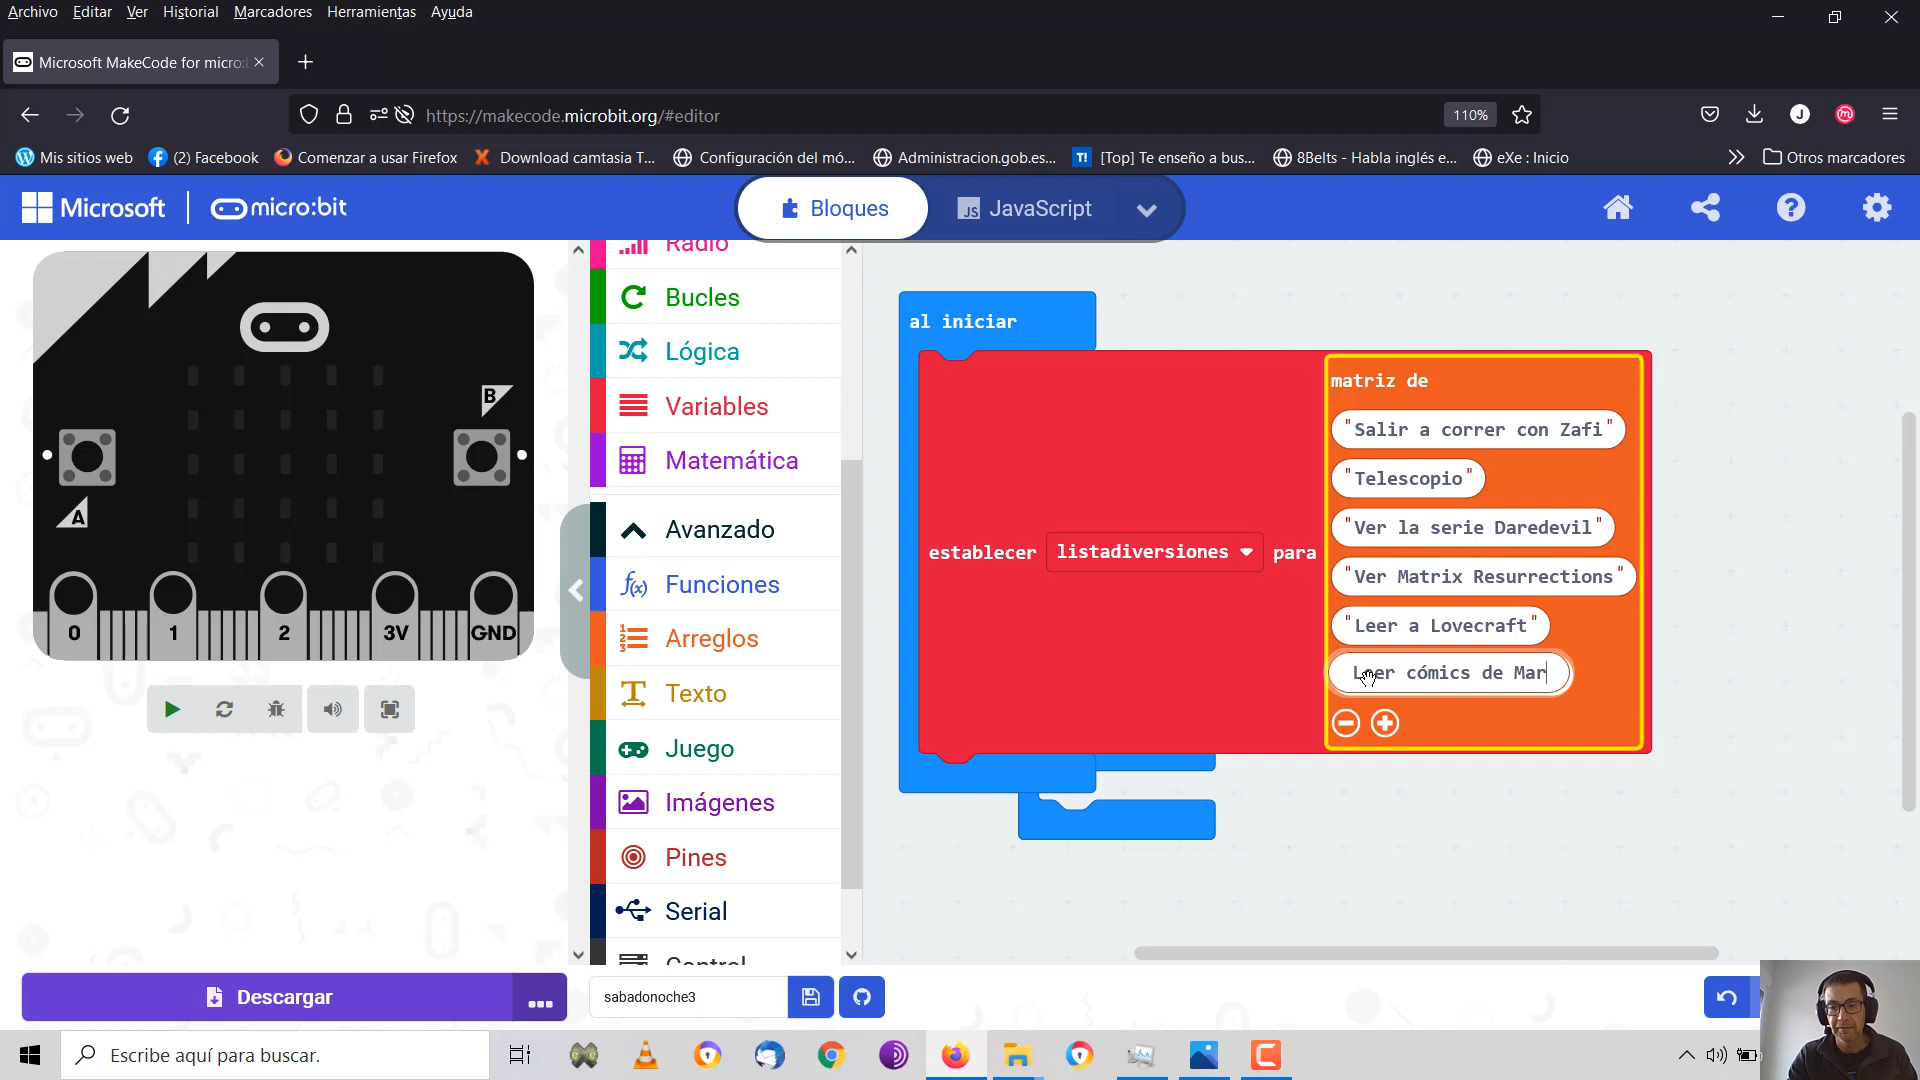 Archivo Editar Ver Historial Marcadores Herramientas Ayuda
Microsoft MakeCode for micro:b
https://makecode.microbit.org/#editor
110%
J
Mis sitios web
(2) Facebook
Comenzar a usar Firefox
Download camtasia T...
Configuración del mó...
Administracion.gob.es...
[Top] Te enseño a bus...
8Belts - Habla inglés e...
eXe : Inicio
Otros marcadores
Microsoft
micro:bit
Bloques
JS JavaScript
B
A
0 1 2 3V GND
Radio
Bucles
Lógica
Variables
Matemática
Avanzado
Funciones
Arreglos
Texto
Juego
Imágenes
Pines
Serial
Control
al iniciar
establecer listadiversiones para
matriz de
"Salir a correr con Zafi"
"Telescopio"
"Ver la serie Daredevil"
"Ver Matrix Resurrections"
"Leer a Lovecraft"
Leer cómics de Mar
Descargar
...
sabadonoche3
Escribe aquí para buscar.